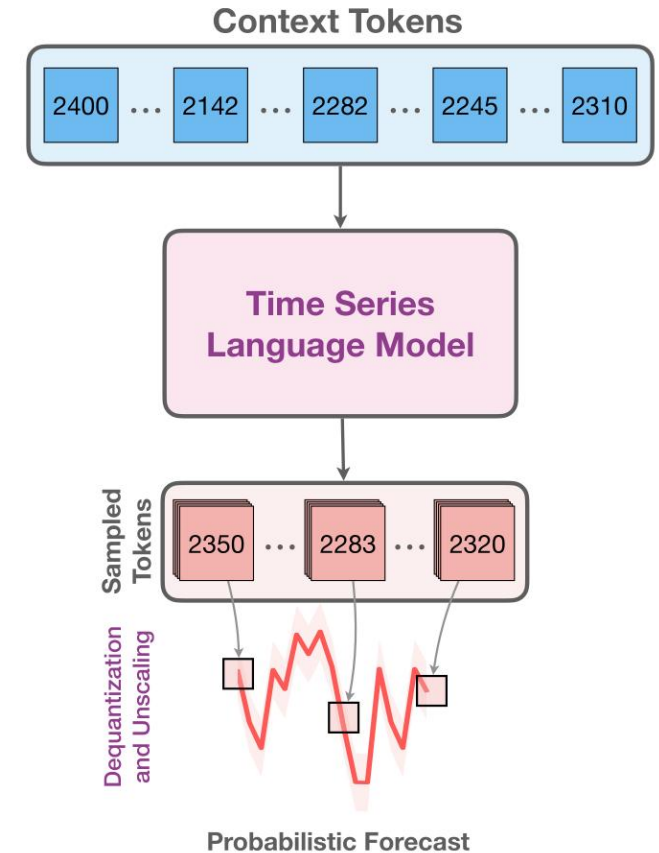 Context Tokens
2400 ... 2142 ... 2282 ... 2245 ... 2310
Time Series
Language Model
Sampled
Tokens
2350 ... 2283 ... 2320
Dequantization
and Unscaling
Probabilistic Forecast